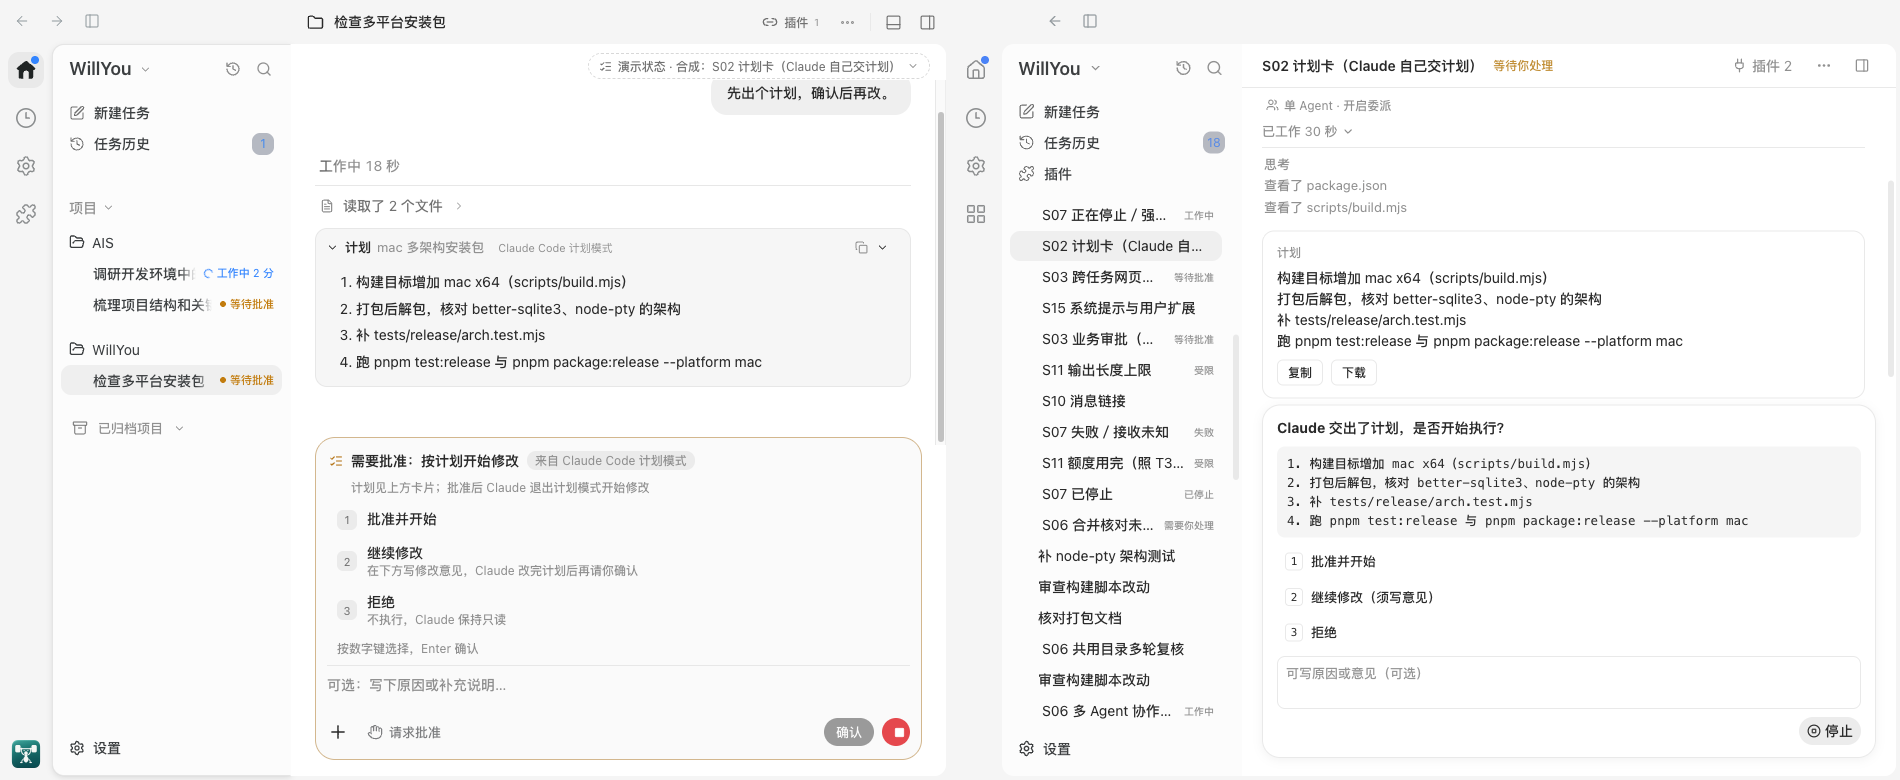 检查多平台安装包
插件 1
WillYou
新建任务
任务历史
1
项目
AIS
调研开发环境中
工作中 2 分
梳理项目结构和关
等待批准
WillYou
检查多平台安装包
等待批准
已归档项目
设置
演示状态 · 合成：S02 计划卡（Claude 自己交计划）
先出个计划，确认后再改。
工作中 18 秒
读取了 2 个文件
计划 mac 多架构安装包 Claude Code 计划模式
1. 构建目标增加 mac x64（scripts/build.mjs）
2. 打包后解包，核对 better-sqlite3、node-pty 的架构
3. 补 tests/release/arch.test.mjs
4. 跑 pnpm test:release 与 pnpm package:release --platform mac
需要批准：按计划开始修改 来自 Claude Code 计划模式
计划见上方卡片；批准后 Claude 退出计划模式开始修改
1 批准并开始
2 继续修改
在下方写修改意见，Claude 改完计划后再请你确认
3 拒绝
不执行，Claude 保持只读
按数字键选择，Enter 确认
可选：写下原因或补充说明...
请求批准
确认
WillYou
新建任务
任务历史
18
插件
S07 正在停止 / 强... 工作中
S02 计划卡（Claude 自...
S03 跨任务网页... 等待批准
S15 系统提示与用户扩展
S03 业务审批（... 等待批准
S11 输出长度上限 受限
S10 消息链接
S07 失败 / 接收未知 失败
S11 额度用完（照 T3... 受限
S07 已停止 已停止
S06 合并核对未... 需要你处理
补 node-pty 架构测试
审查构建脚本改动
核对打包文档
S06 共用目录多轮复核
审查构建脚本改动
S06 多 Agent 协作... 工作中
设置
S02 计划卡（Claude 自己交计划） 等待你处理
插件 2
单 Agent · 开启委派
已工作 30 秒
思考
查看了 package.json
查看了 scripts/build.mjs
计划
构建目标增加 mac x64（scripts/build.mjs）
打包后解包，核对 better-sqlite3、node-pty 的架构
补 tests/release/arch.test.mjs
跑 pnpm test:release 与 pnpm package:release --platform mac
复制 下载
Claude 交出了计划，是否开始执行?
1. 构建目标增加 mac x64（scripts/build.mjs）
2. 打包后解包，核对 better-sqlite3、node-pty 的架构
3. 补 tests/release/arch.test.mjs
4. 跑 pnpm test:release 与 pnpm package:release --platform mac
1 批准并开始
2 继续修改（须写意见）
3 拒绝
可写原因或意见（可选）
停止